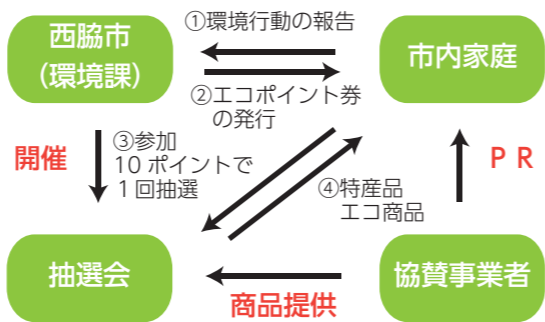 西脇市
(環境課)
①環境行動の報告
市内家庭
②エコポイント券
の発行
開催
③参加
10 ポイントで
1回抽選
ＰＲ
④特産品
エコ商品
抽選会
商品提供
協賛事業者